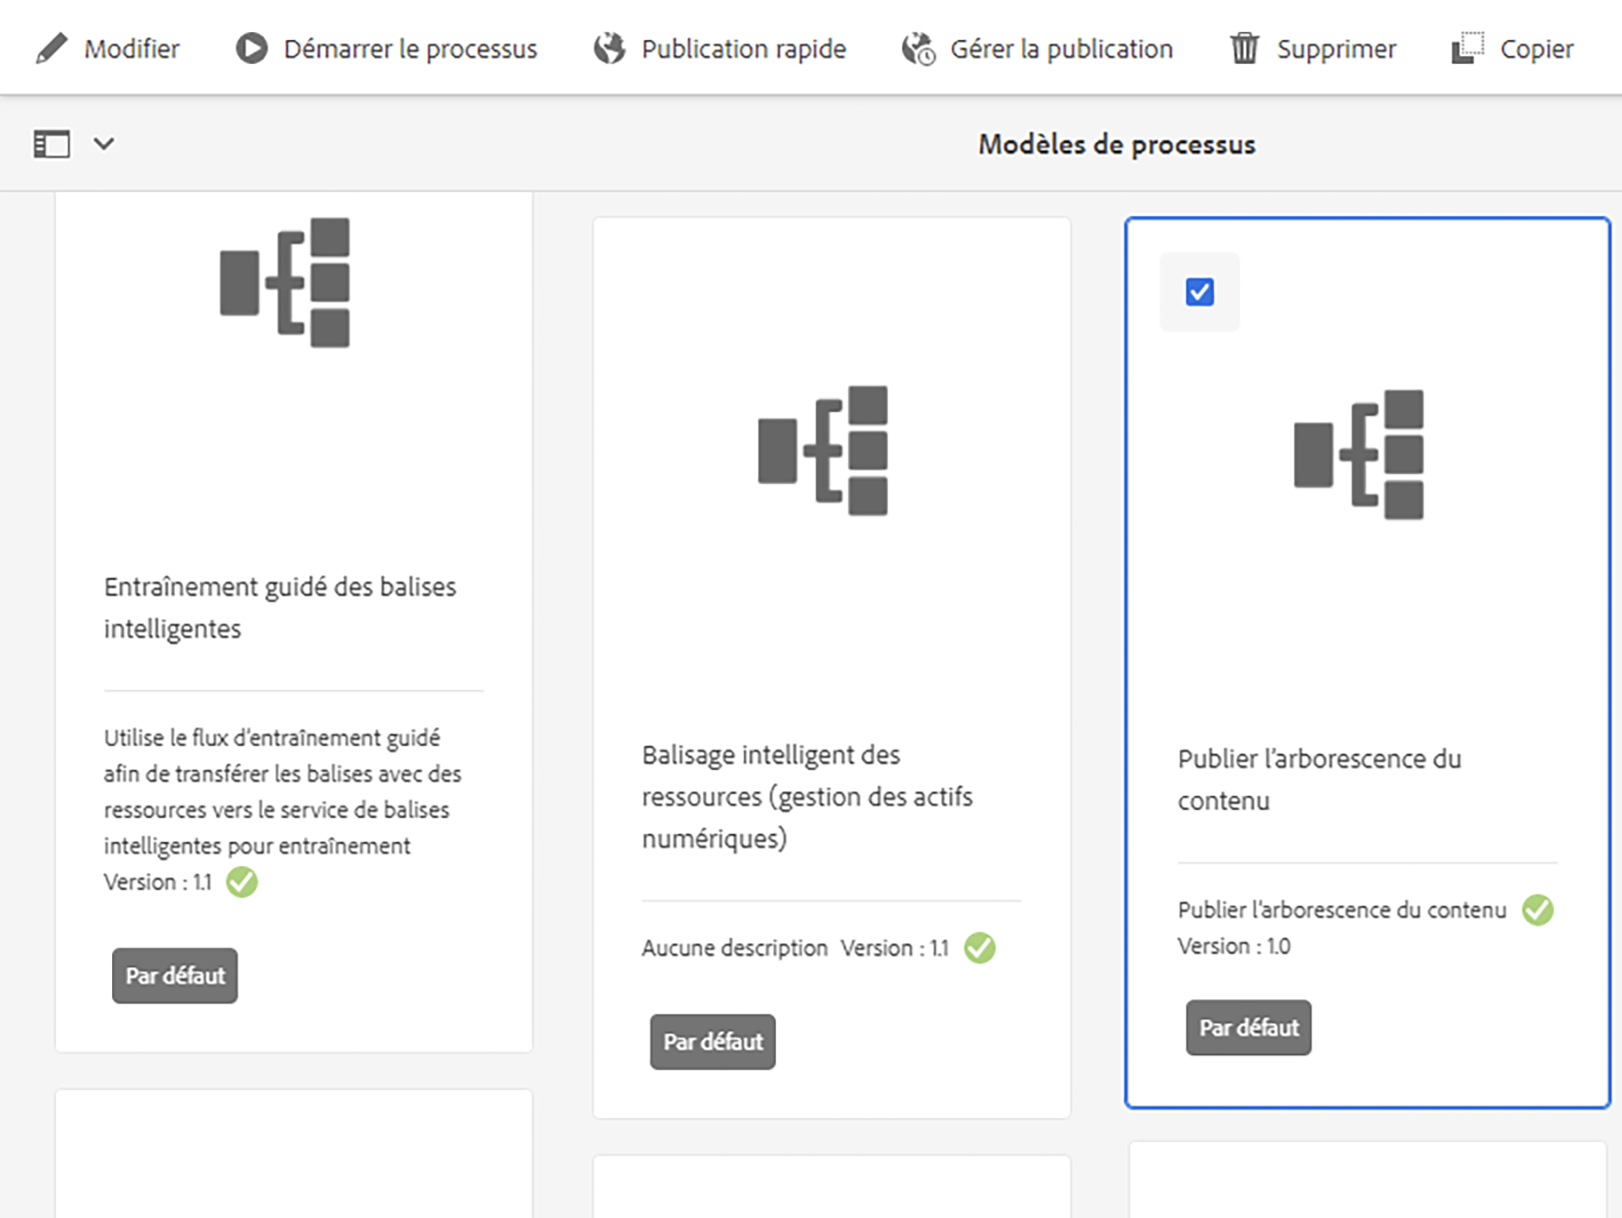 Modifier
Démarrer le processus
Publication rapide
Gérer la publication
Supprimer
Copier
Modèles de processus
Entraînement guidé des balises
intelligentes
Utilise le flux d'entraînement guidé
afin de transférer les balises avec des
ressources vers le service de balises
intelligentes pour entraînement
Version : 1.1
Par défaut
Balisage intelligent des
ressources (gestion des actifs
numériques)
Aucune description Version : 1.1
Par défaut
Publier l'arborescence du
contenu
Publier l'arborescence du contenu
Version : 1.0
Par défaut